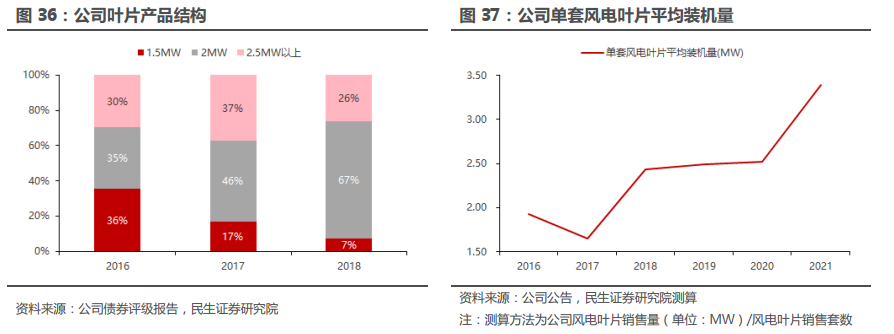 图 36：公司叶片产品结构
1.5MW 2MW 2.5MW以上
100%
80%
60%
40%
20%
0%
30%
35%
36%
37%
46%
17%
26%
67%
7%
2016 2017 2018
资料来源：公司债券评级报告，民生证券研究院
图 37：公司单套风电叶片平均装机量
单套风电叶片平均装机量(MW)
3.50
3.00
2.50
2.00
1.50
2016 2017 2018 2019 2020 2021
资料来源：公司公告，民生证券研究院测算
注：测算方法为公司风电叶片销售量（单位：MW）/风电叶片销售套数